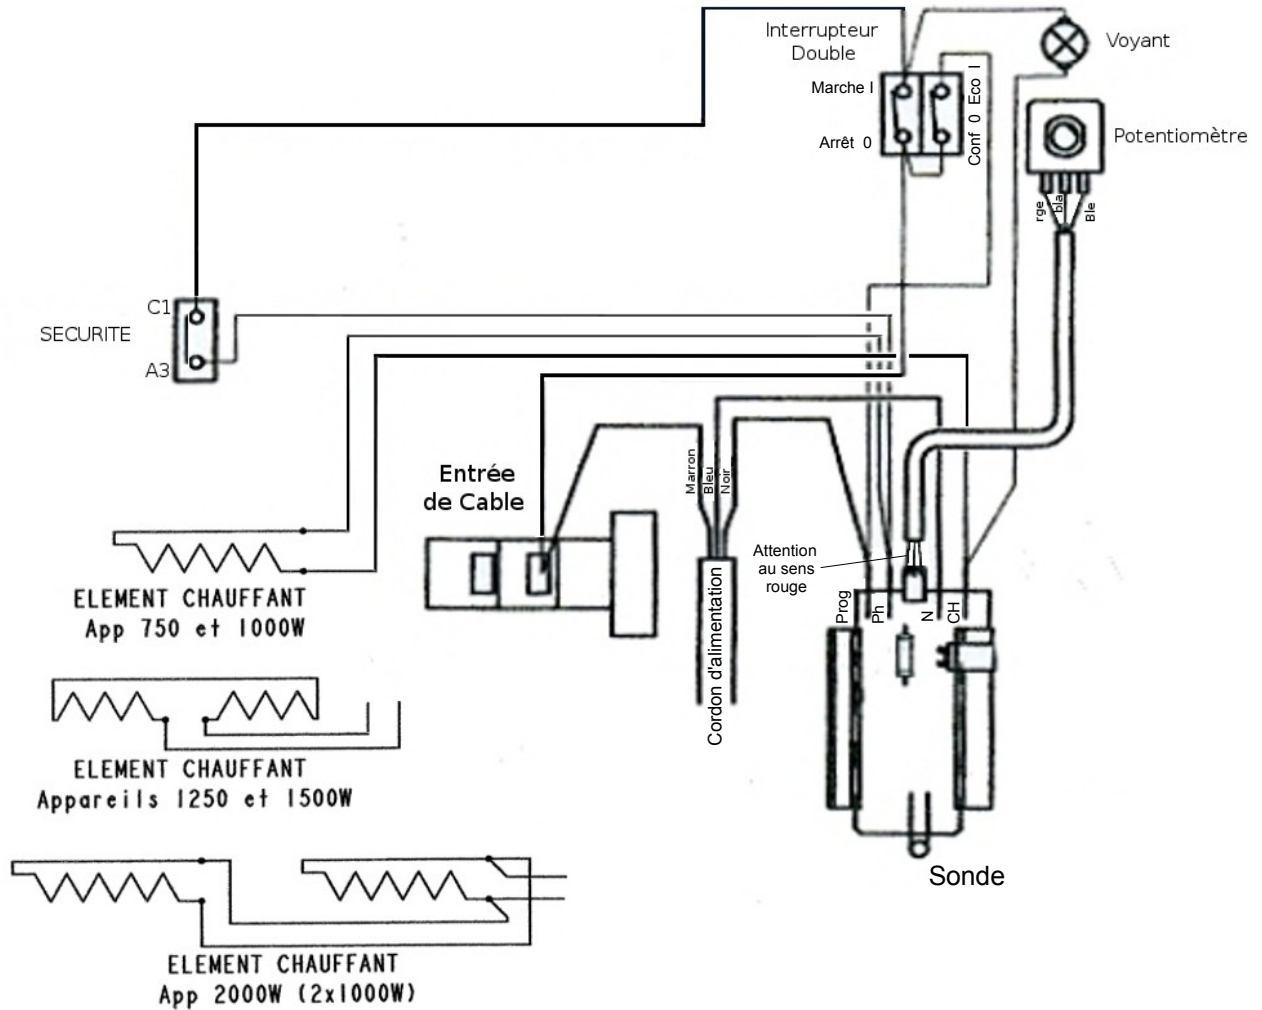 Interrupteur
Double
Voyant
Marche I
Eco I
Arrêt 0
Conf 0
Potentiomètre
rge
bla
Ble
C1
SECURITE
A3
Entrée
de Cable
Marron
Bleu
Noir
Attention
au sens
rouge
ELEMENT CHAUFFANT
App 750 et 1000W
Cordon d'alimentation
Prog
Ph
N
CH
ELEMENT CHAUFFANT
Appareils 1250 et 1500W
Sonde
ELEMENT CHAUFFANT
App 2000W (2x1000W)